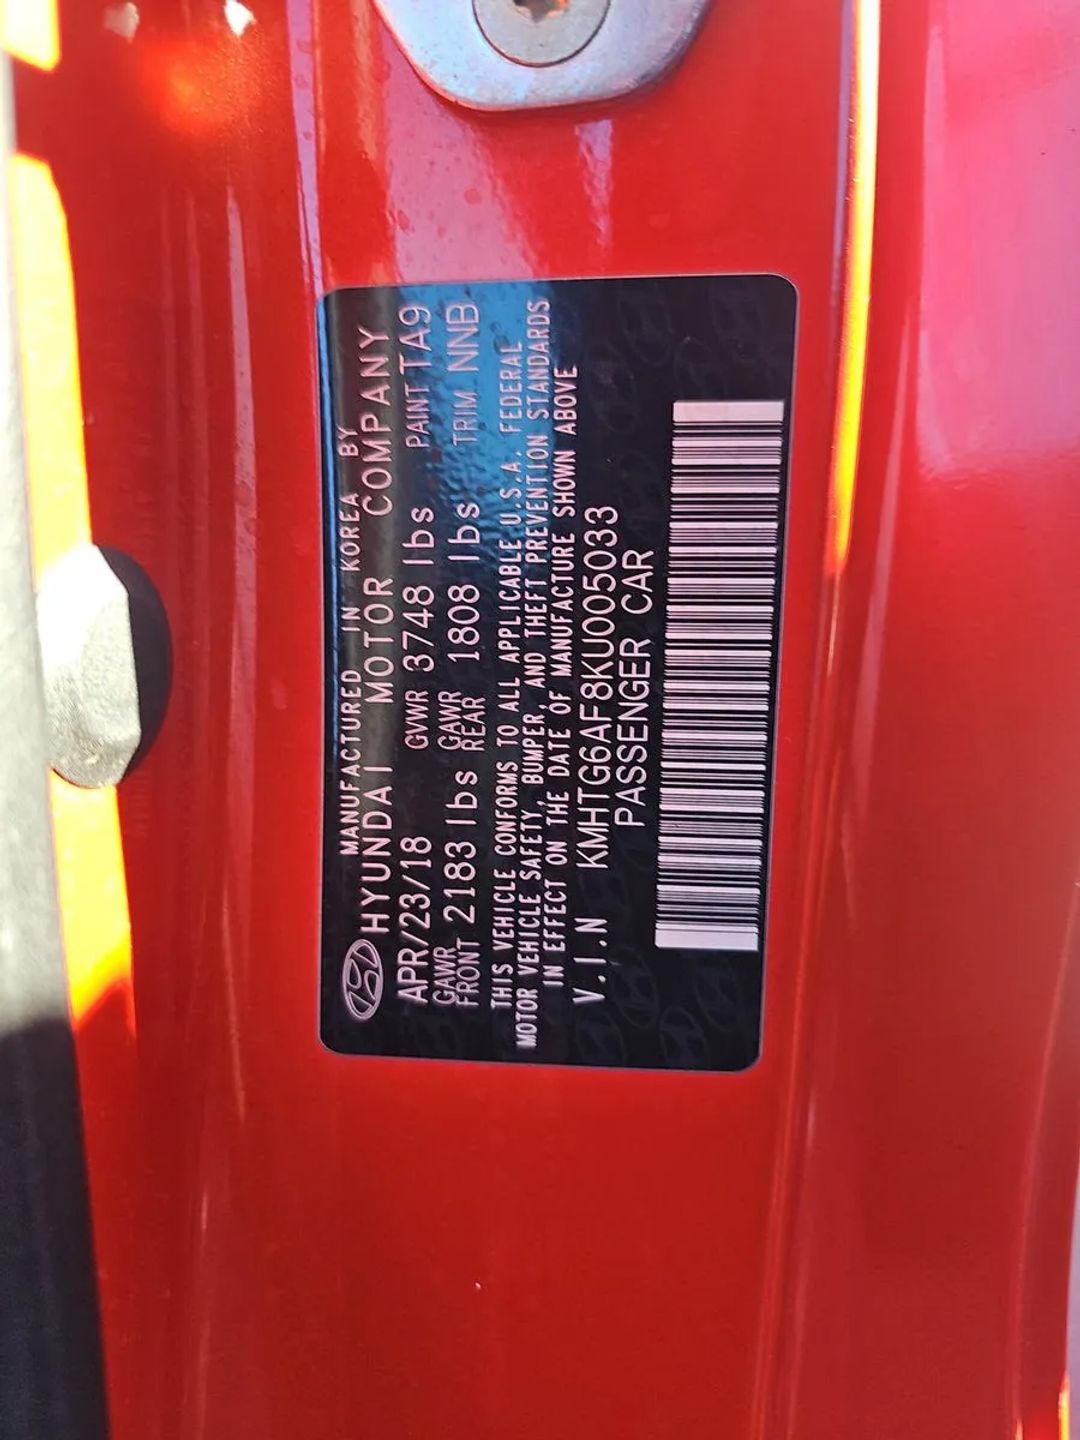 MANUFACTURED IN KOREA BY
HYUNDAI MOTOR COMPANY
APR/23/18 GVWR 3748 lbs PAINT TA9
GAWR FRONT 2183 lbs GAWR REAR 1808 lbs TRIM NNB
THIS VEHICLE CONFORMS TO ALL APPLICABLE U.S.A. FEDERAL
MOTOR VEHICLE SAFETY, BUMPER, AND THEFT PREVENTION STANDARDS
IN EFFECT ON THE DATE OF MANUFACTURE SHOWN ABOVE
V.I.N KMHTG6AF8KU005033
PASSENGER CAR